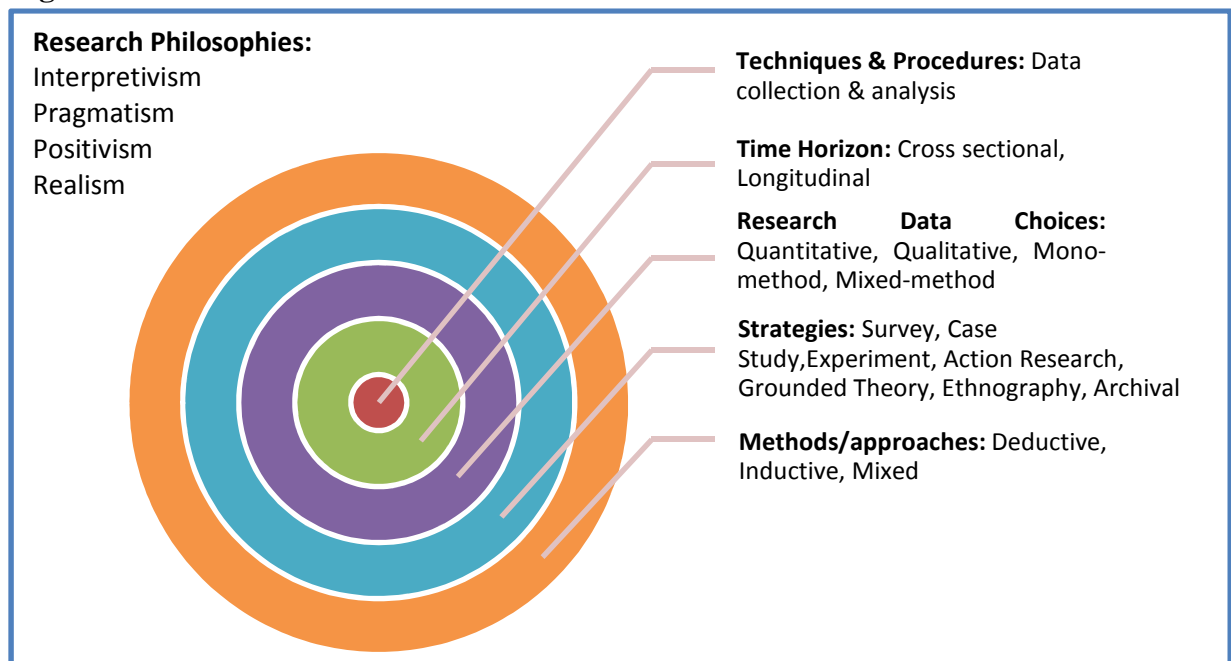 Research Philosophies:
Interpretivism
Pragmatism
Positivism
Realism
Techniques & Procedures: Data
collection & analysis
Time Horizon: Cross sectional,
Longitudinal
Research Data Choices:
Quantitative, Qualitative, Mono-
method, Mixed-method
Strategies: Survey, Case
Study,Experiment, Action Research,
Grounded Theory, Ethnography, Archival
Methods/approaches: Deductive,
Inductive, Mixed